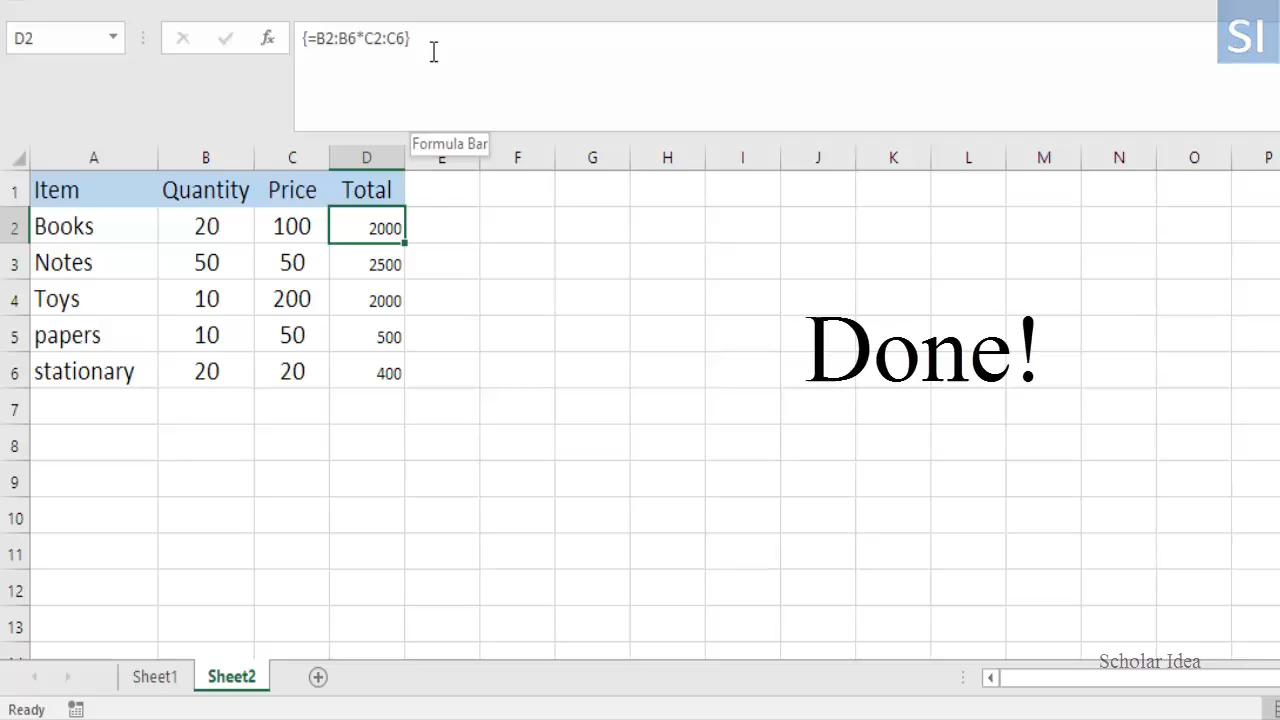 D2 fx {=B2:B6*C2:C6} SI
Formula Bar
A B C D E F G H I J K L M N O P
1 Item Quantity Price Total
2 Books 20 100 2000
3 Notes 50 50 2500
4 Toys 10 200 2000
5 papers 10 50 500
6 stationary 20 20 400
Done!
7
8
9
10
11
12
13
Scholar Idea
Sheet1 Sheet2
Ready